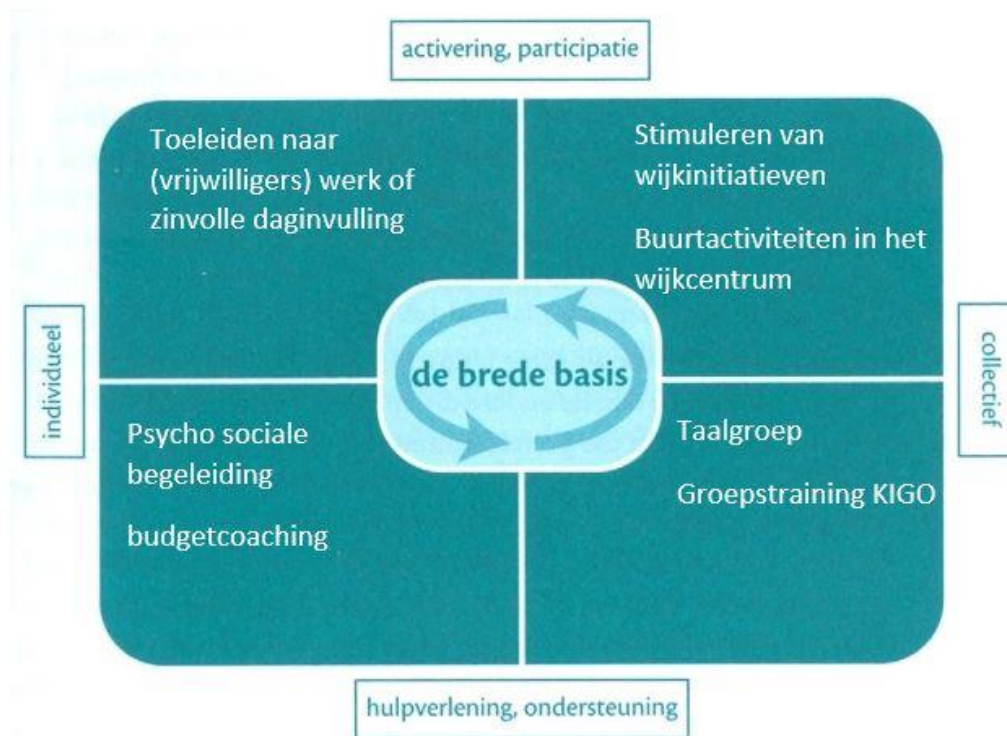 activering, participatie
Toeleiden naar
(vrijwilligers) werk of
zinvolle daginvulling
Stimuleren van
wijkinitiatieven
Buurtactiviteiten in het
wijkcentrum
individueel
de brede basis
collectief
Psycho sociale
begeleiding
budgetcoaching
Taalgroep
Groepstraining KIGO
hulpverlening, ondersteuning